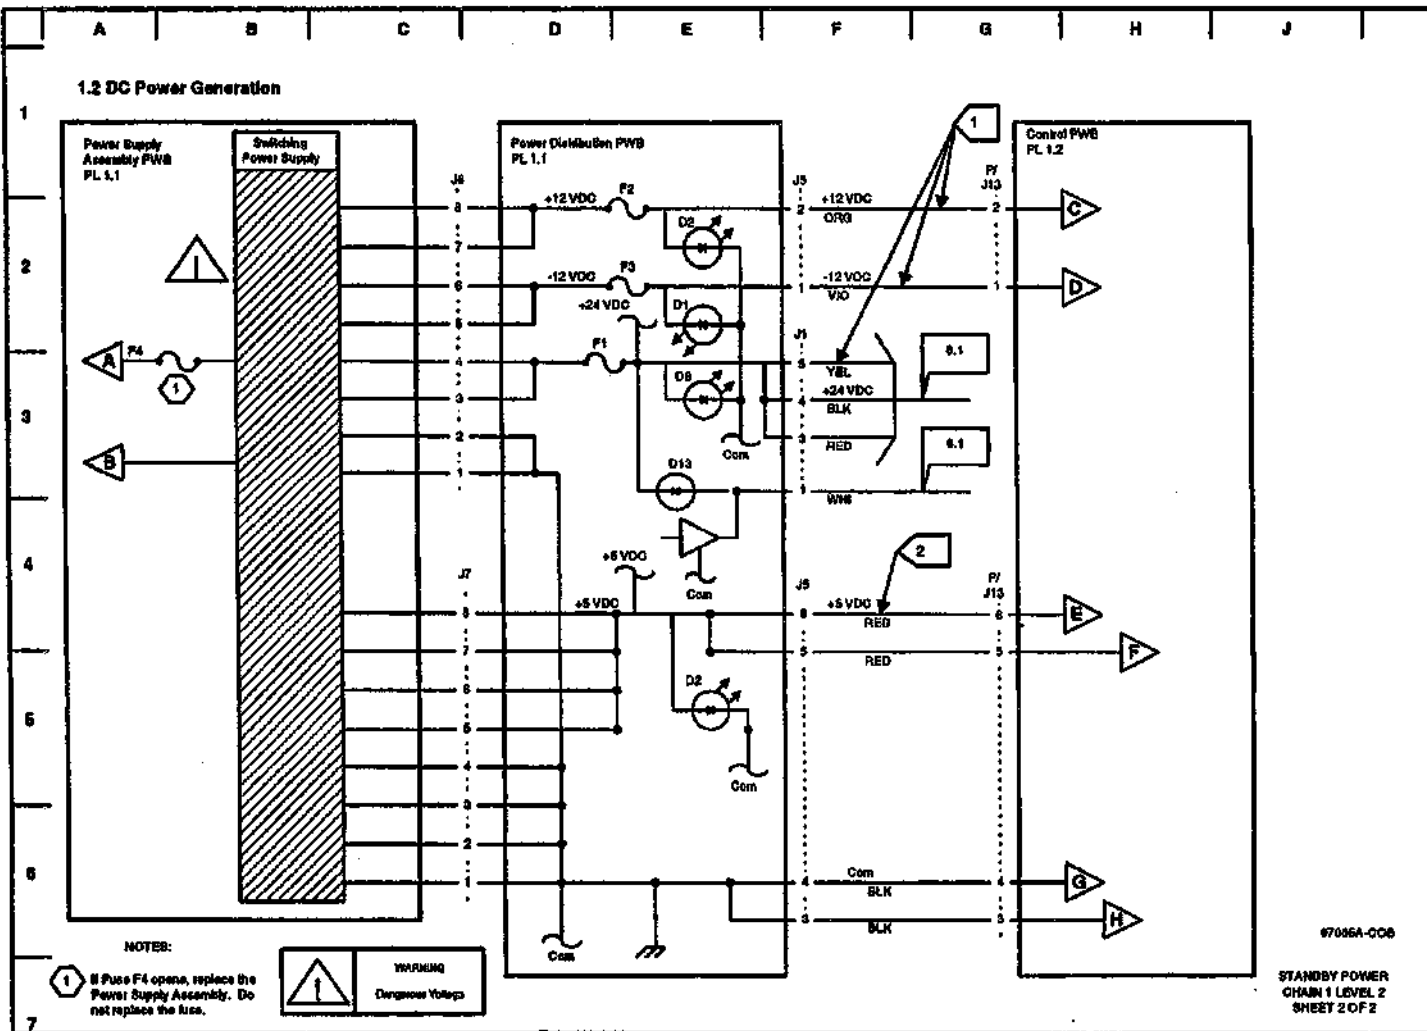 A B C D E F G H J
1.2 DC Power Generation
1
Power Supply
Assembly PWB
PL 1.1
Switching
Power Supply
Power Distribution PWB
PL 1.1
1
Control PWB
PL 1.2
J6
J5
P/
J13
8 +12 VDC F2 2 +12 VDC 2 C
ORG
D2
7
2
6 -12 VDC F3 1 -12 VDC 1 D
VIO
+24 VDC
D1
5
J1
A F4 4 F1 5
YEL
8.1
1
D8
3 4 +24 VDC
BLK
3
2 3 RED
Com
6.1
B 1
D13
1 WHI
4
+5 VDC
Com
2
J7
J5
P/
J13
8 +5 VDC 6 +5 VDC 6 E
RED
7 5 RED 5 F
6
D2
5
5
Com
4
3
2
6
1 4 Com 4 G
BLK
3 BLK 3 H
Com
NOTES:
1 If Fuse F4 opens, replace the
Power Supply Assembly. Do
not replace the fuse.
WARNING
Dangerous Voltage
STANDBY POWER
CHAIN 1 LEVEL 2
SHEET 2 OF 2
7